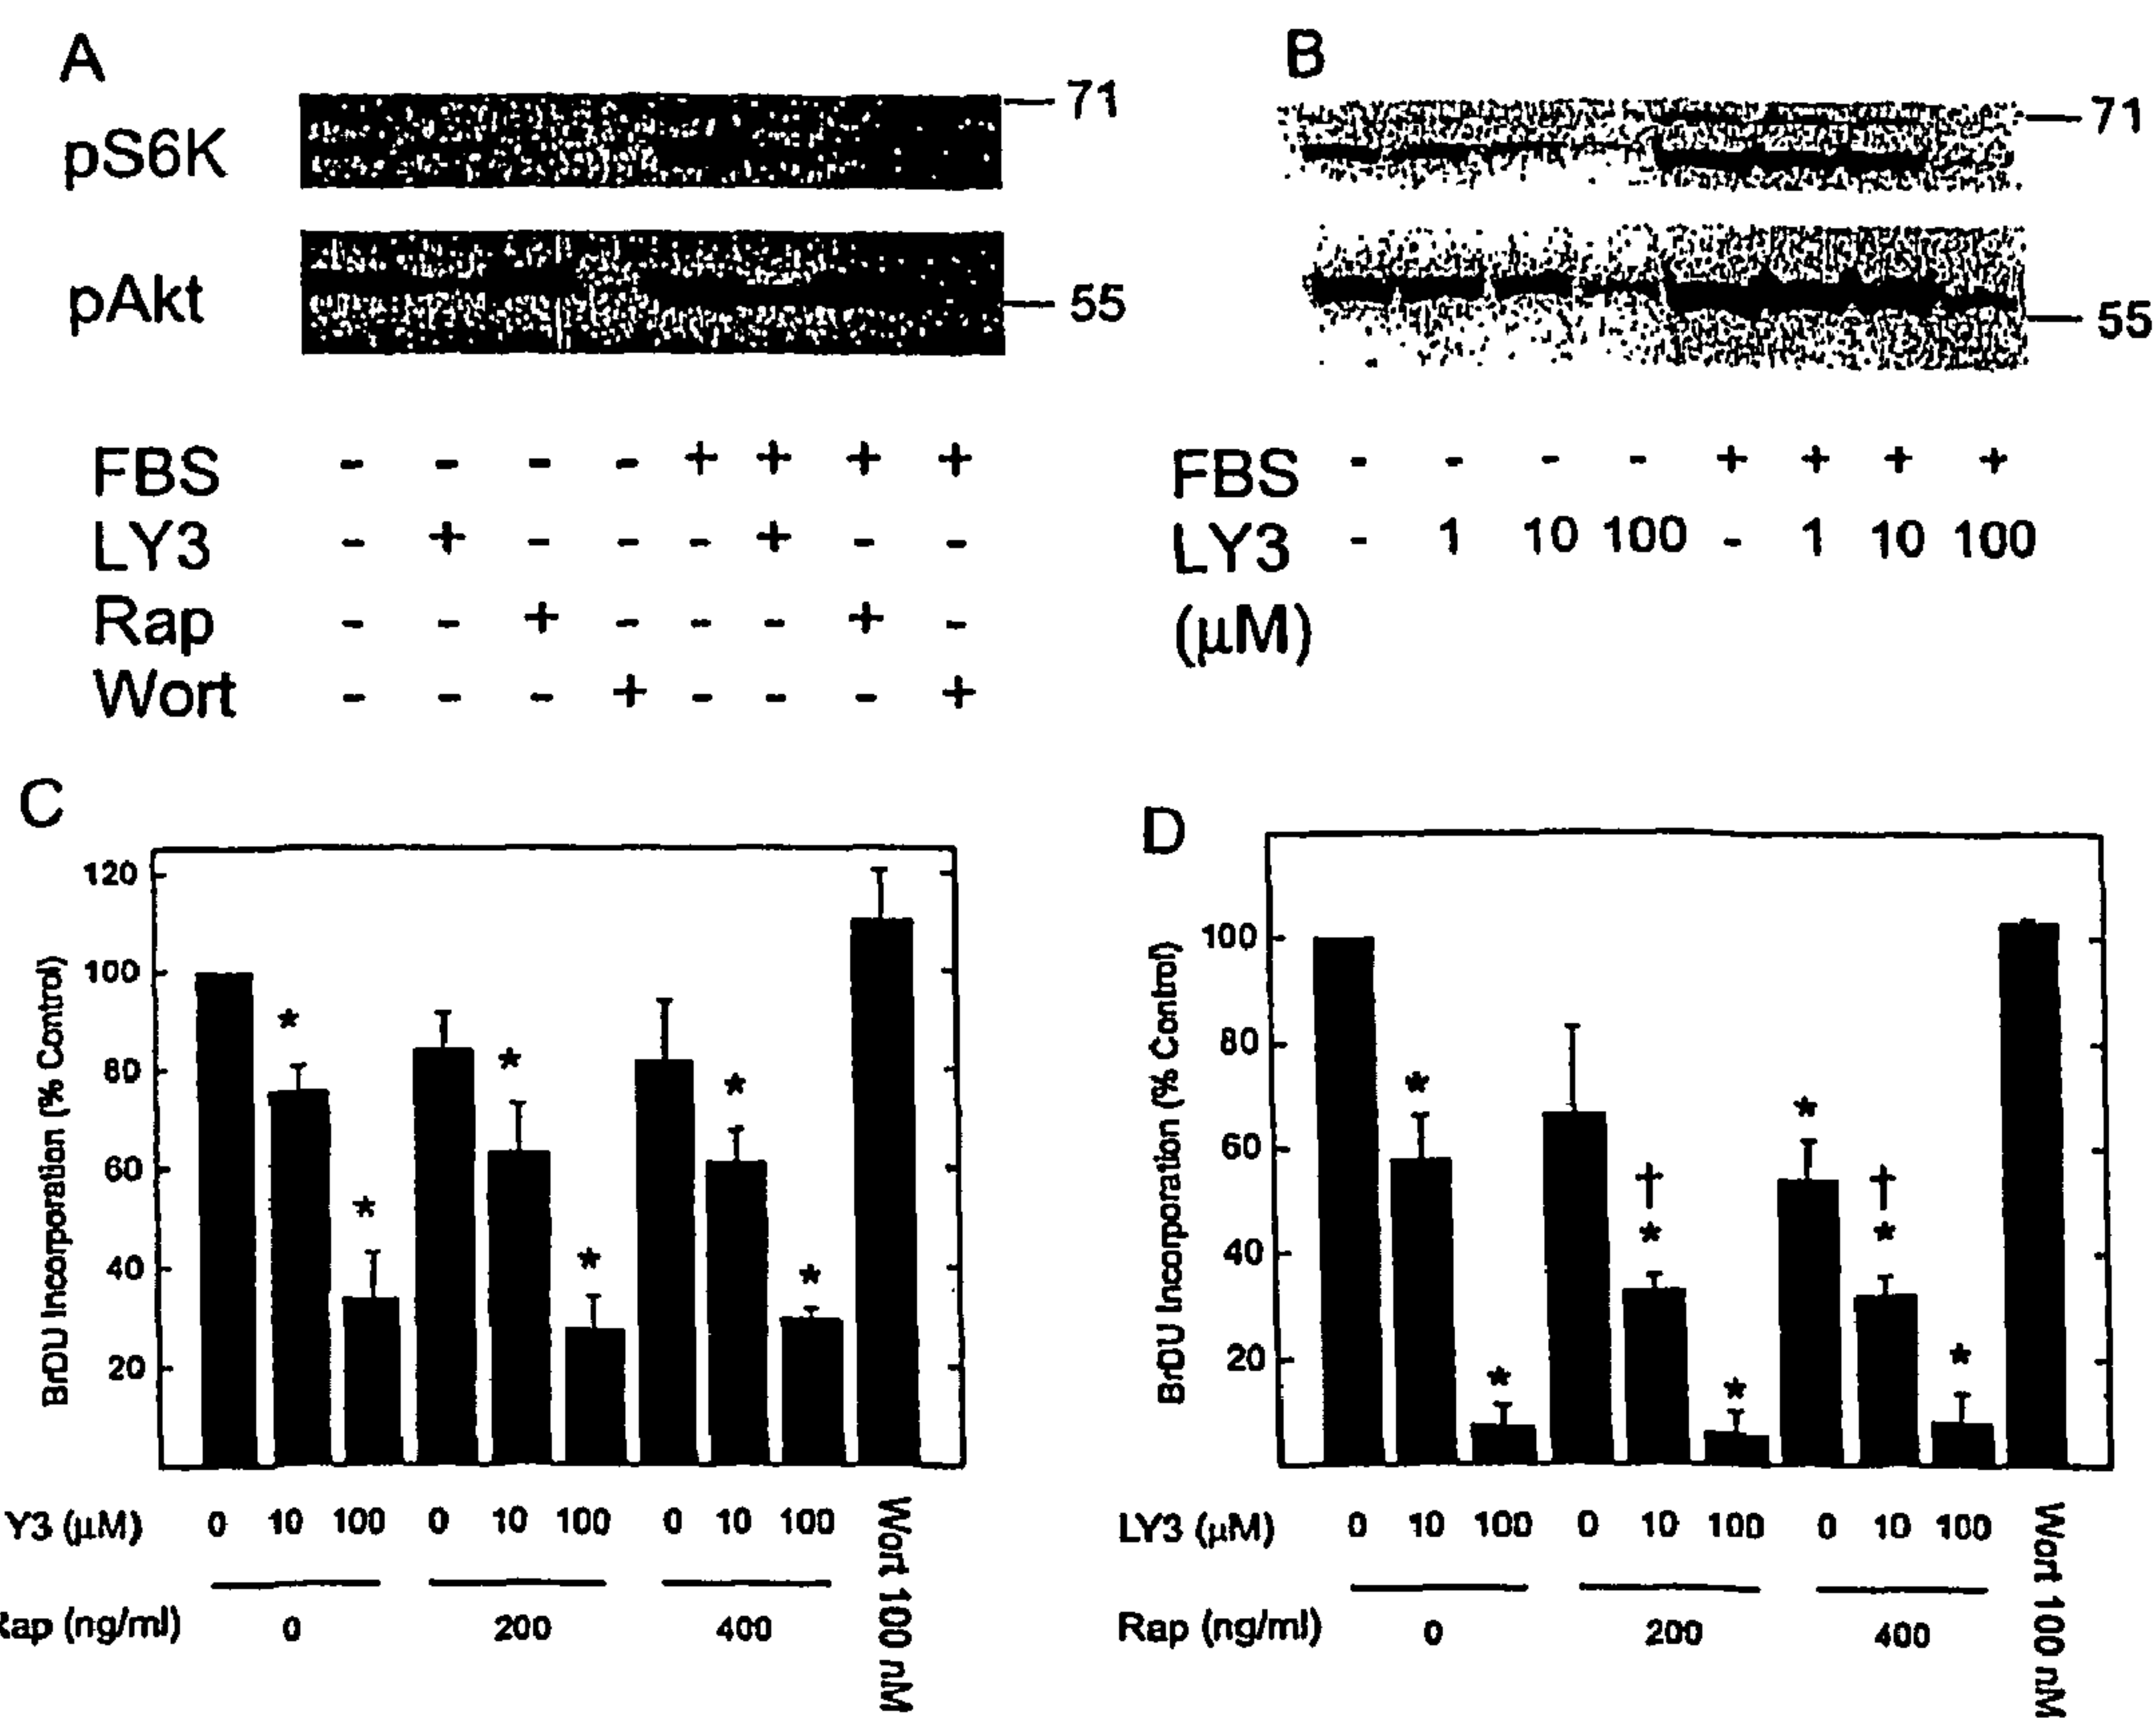 A
pS6K
71
pAkt
55
FBS - - - - + + + +
LY3 - + - - - + - -
Rap - - + - - - + -
Wort - - - + - - - +
B
71
55
FBS - - - - + + + +
LY3 - 1 10 100 - 1 10 100
(μM)
C
BrDU Incorporation (% Control)
120
100
80
60
40
20
* * * * * *
Y3 (μM) 0 10 100 0 10 100 0 10 100
Rap (ng/ml) 0 200 400
Wort 100 nM
D
BrDU Incorporation (% Control)
100
80
60
40
20
* * † * * * † * *
LY3 (μM) 0 10 100 0 10 100 0 10 100
Rap (ng/ml) 0 200 400
Wort 100 nM